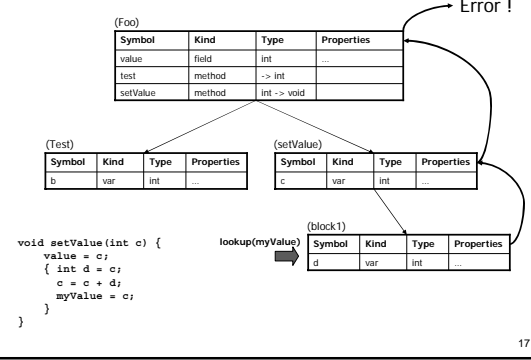 Error !
(Foo)
Symbol Kind Type Properties
value field int ...
test method -> int
setValue method int -> void
(Test)
Symbol Kind Type Properties
b var int ...
(setValue)
Symbol Kind Type Properties
c var int ...
(block1)
lookup(myValue)
Symbol Kind Type Properties
d var int ...
void setValue(int c) {
value = c;
{ int d = c;
c = c + d;
myValue = c;
}
}
17